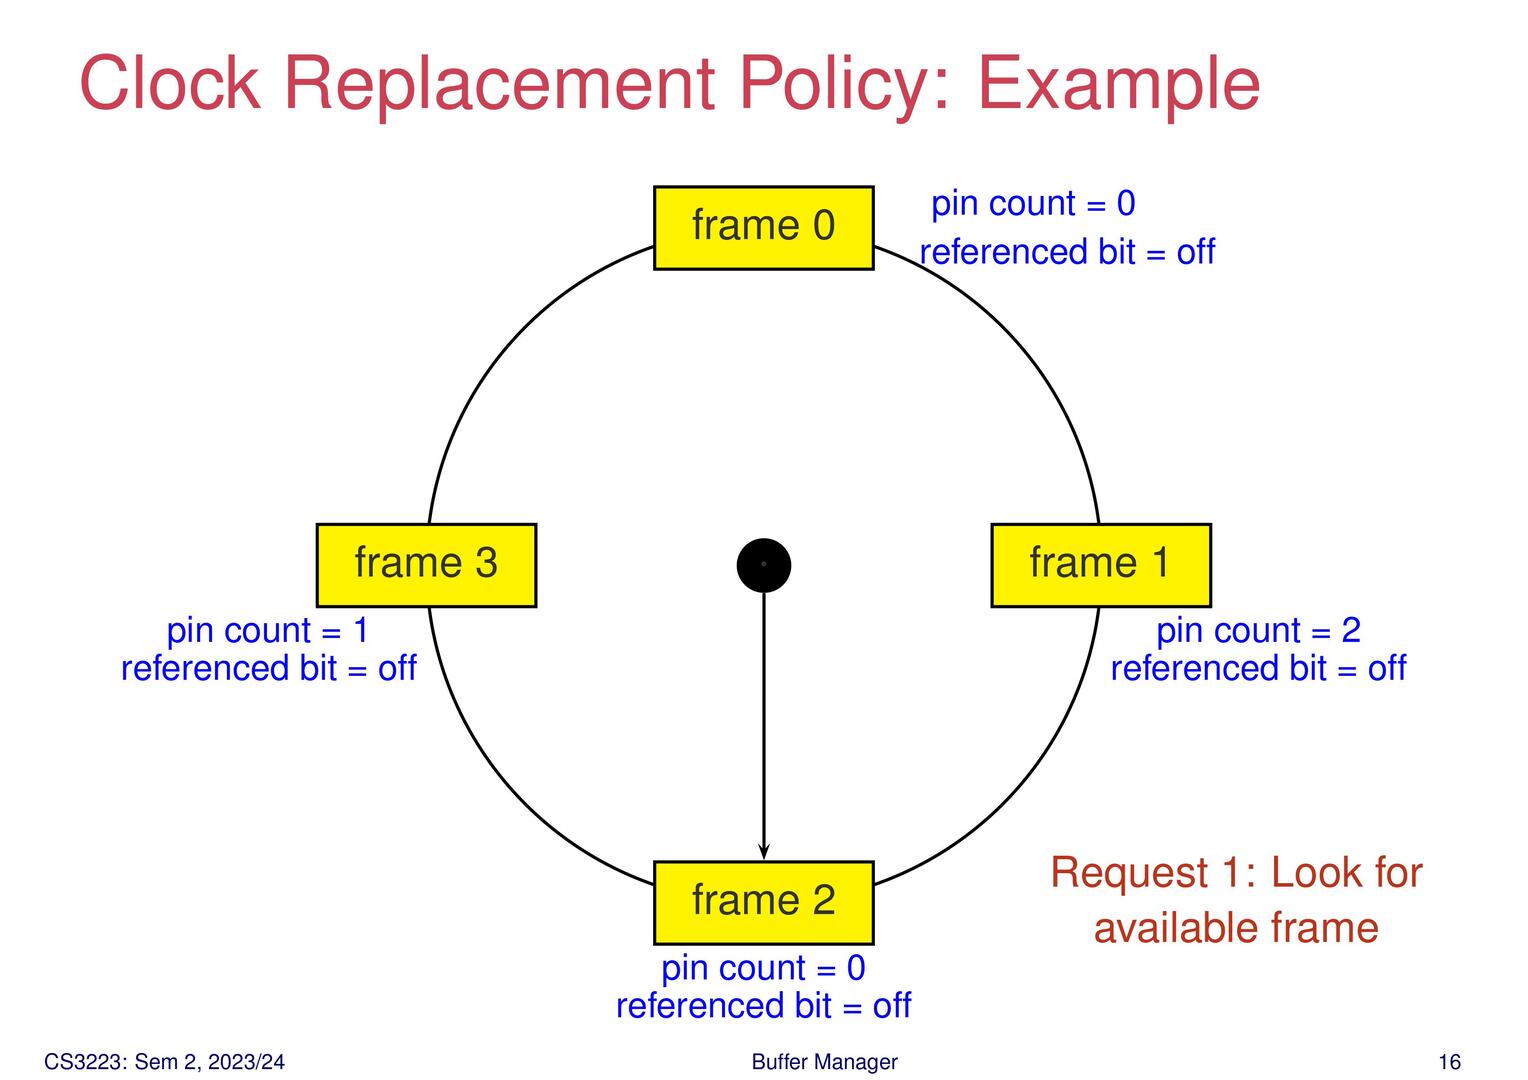 Clock Replacement Policy: Example
frame 0
pin count = 0
referenced bit = off
frame 3
frame 1
pin count = 1
referenced bit = off
pin count = 2
referenced bit = off
Request 1: Look for
available frame
frame 2
pin count = 0
referenced bit = off
CS3223: Sem 2, 2023/24
Buffer Manager
16